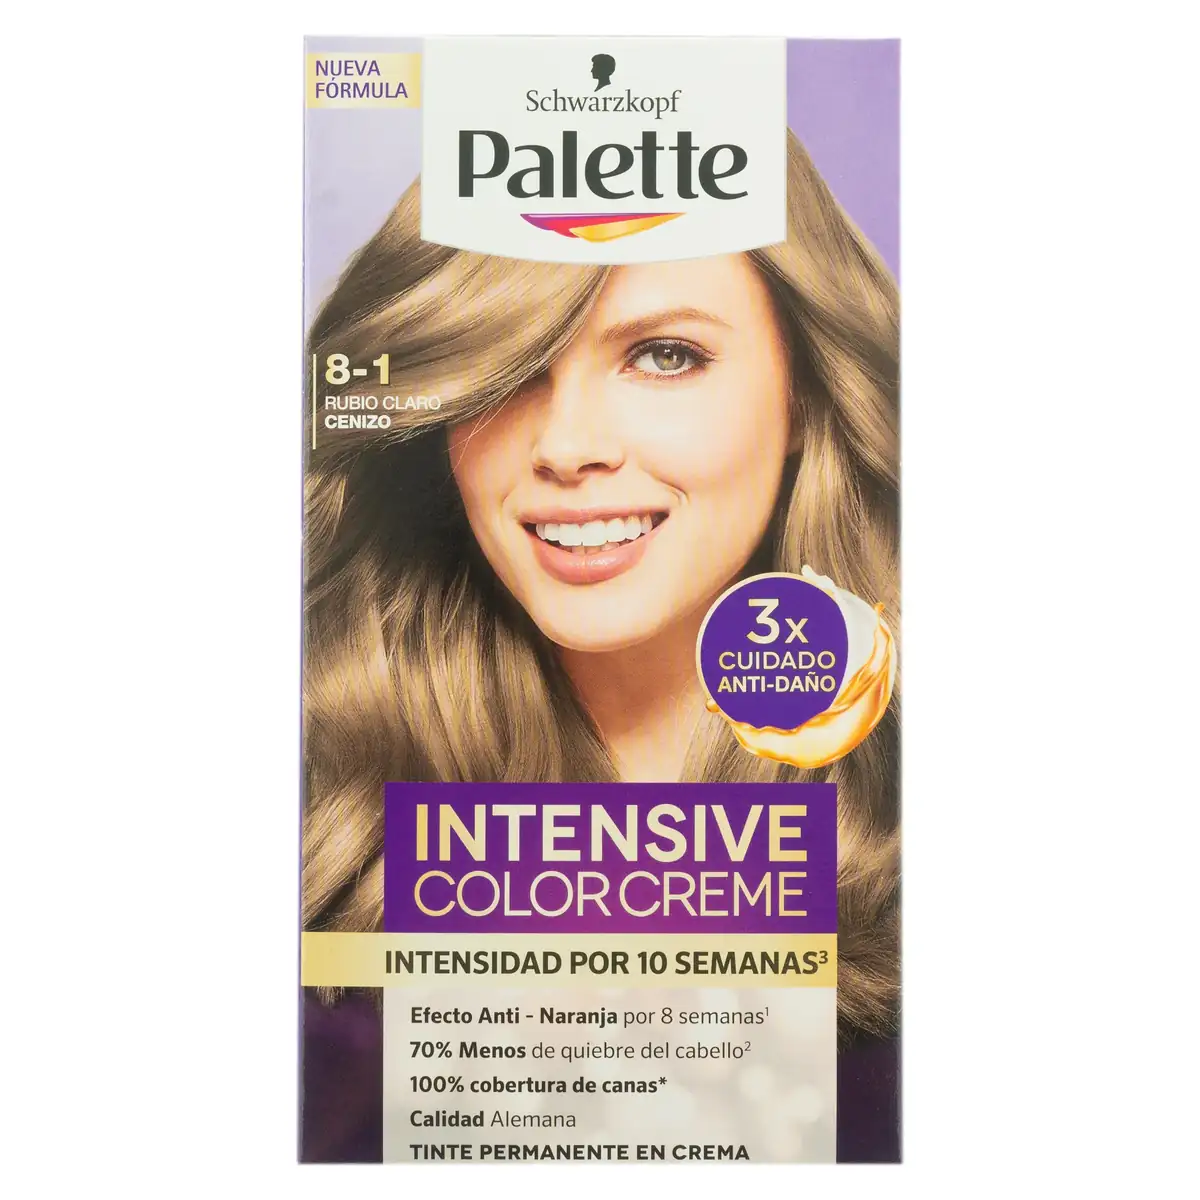 NUEVA
FÓRMULA
Schwarzkopf
Palette
8-1
RUBIO CLARO
CENIZO
3x
CUIDADO
ANTI-DAÑO
INTENSIVE
COLOR CREME
INTENSIDAD POR 10 SEMANAS³
Efecto Anti - Naranja por 8 semanas¹
70% Menos de quiebre del cabello²
100% cobertura de canas*
Calidad Alemana
TINTE PERMANENTE EN CREMA